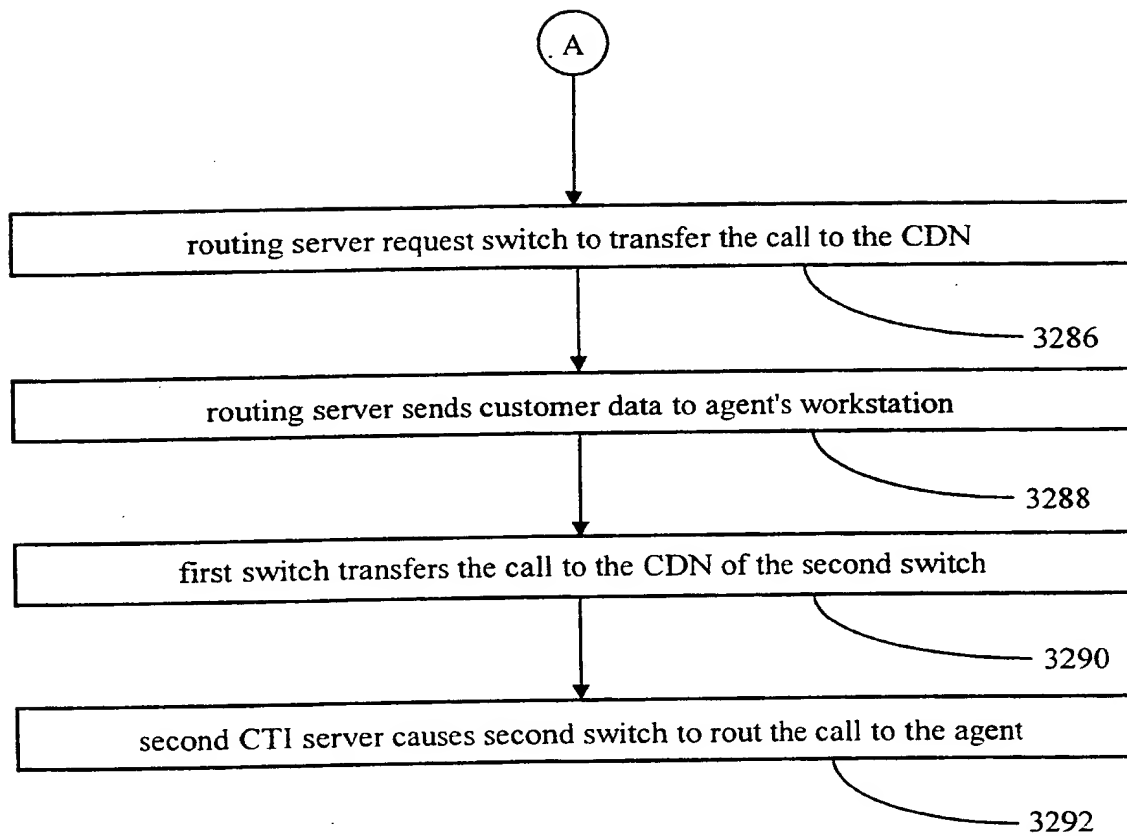 A
routing server request switch to transfer the call to the CDN
3286
routing server sends customer data to agent's workstation
3288
first switch transfers the call to the CDN of the second switch
3290
second CTI server causes second switch to rout the call to the agent
3292